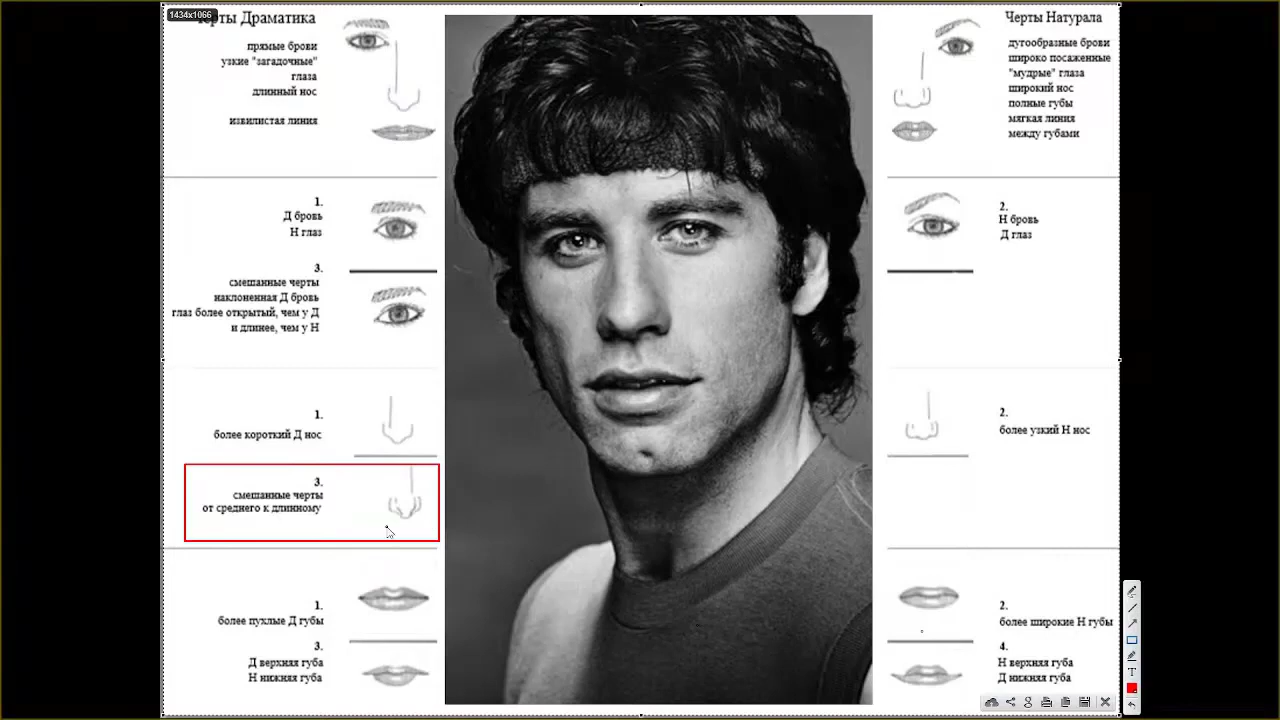 1434x1066
Черты Драматика
прямые брови
узкие "загадочные"
глаза
длинный нос
извилистая линия
1.
Д бровь
Н глаз
3.
смешанные черты
наклоненная Д бровь
глаз более открытый, чем у Д
и длинее, чем у Н
1.
более короткий Д нос
3.
смешанные черты
от среднего к длинному
1.
более пухлые Д губы
3.
Д верхняя губа
Н нижняя губа
Черты Натурала
дугообразные брови
широко посаженные
"мудрые" глаза
широкий нос
полные губы
мягкая линия
между губами
2.
Н бровь
Д глаз
2.
более узкий Н нос
2.
более широкие Н губы
4.
Н верхняя губа
Д нижняя губа
T